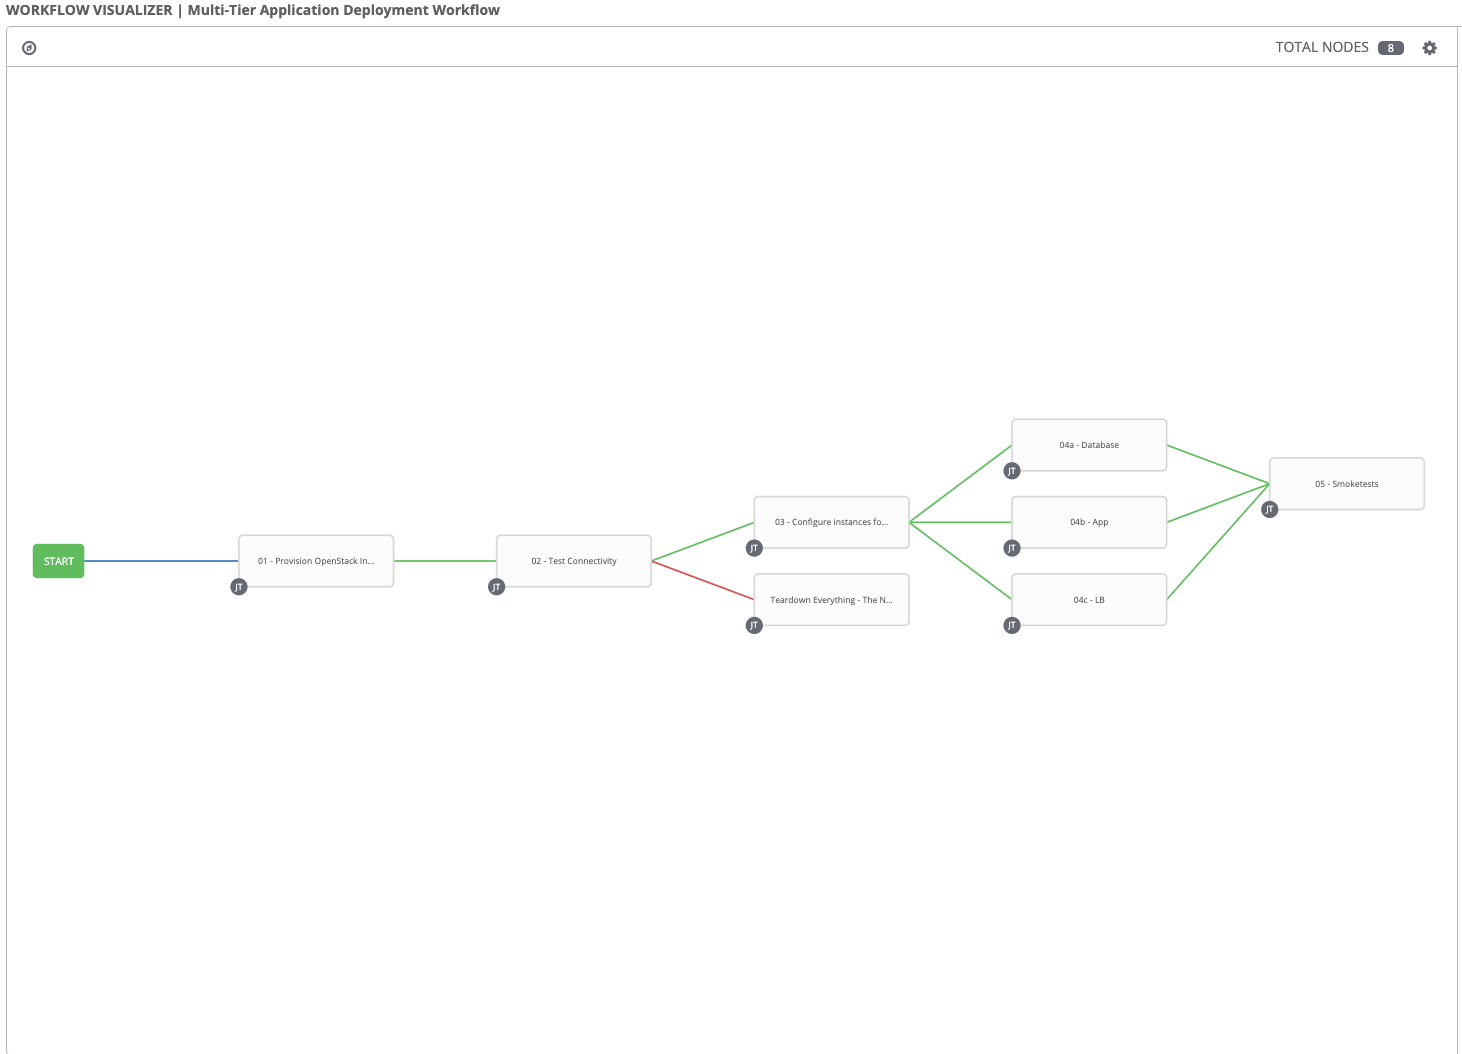 WORKFLOW VISUALIZER | Multi-Tier Application Deployment Workflow
TOTAL NODES 8
04a - Database
JT
05 - Smoketests
JT
03 - Configure instances fo...
JT
04b - App
JT
START
01 - Provision OpenStack In...
JT
02 - Test Connectivity
JT
Teardown Everything - The N...
JT
04c - LB
JT